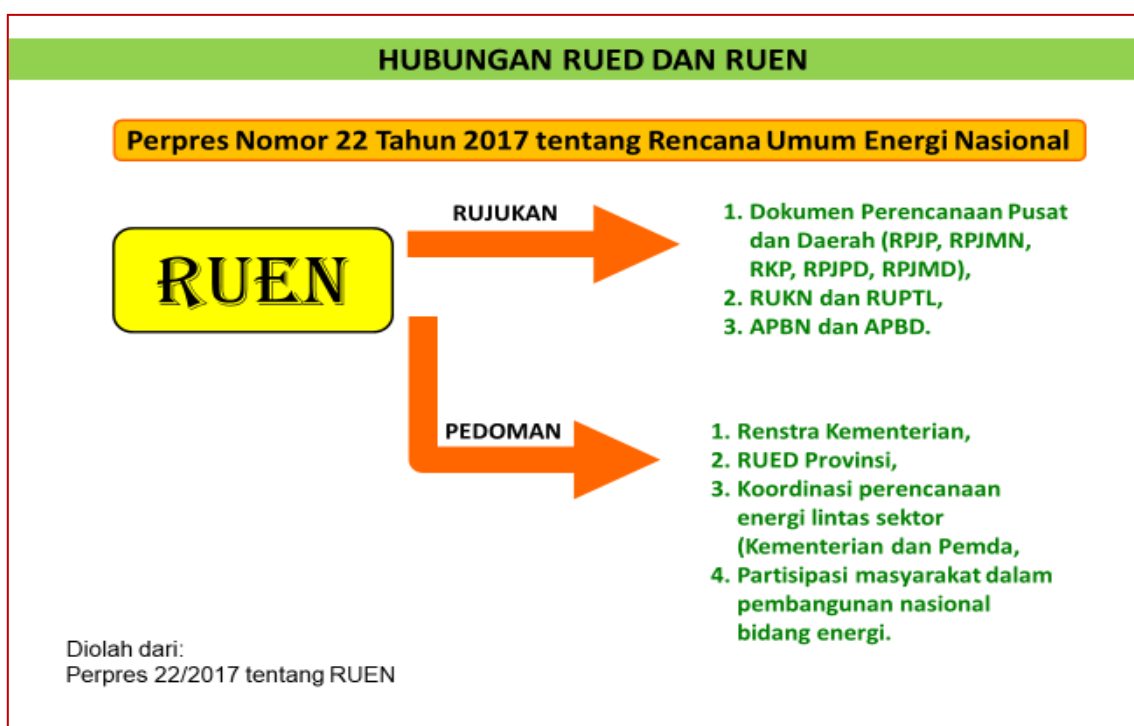 HUBUNGAN RUED DAN RUEN
Perpres Nomor 22 Tahun 2017 tentang Rencana Umum Energi Nasional
RUEN
RUJUKAN
1. Dokumen Perencanaan Pusat
dan Daerah (RPJP, RPJMN,
RKP, RPJPD, RPJMD),
2. RUKN dan RUPTL,
3. APBN dan APBD.
PEDOMAN
1. Renstra Kementerian,
2. RUED Provinsi,
3. Koordinasi perencanaan
energi lintas sektor
(Kementerian dan Pemda,
4. Partisipasi masyarakat dalam
pembangunan nasional
bidang energi.
Diolah dari:
Perpres 22/2017 tentang RUEN